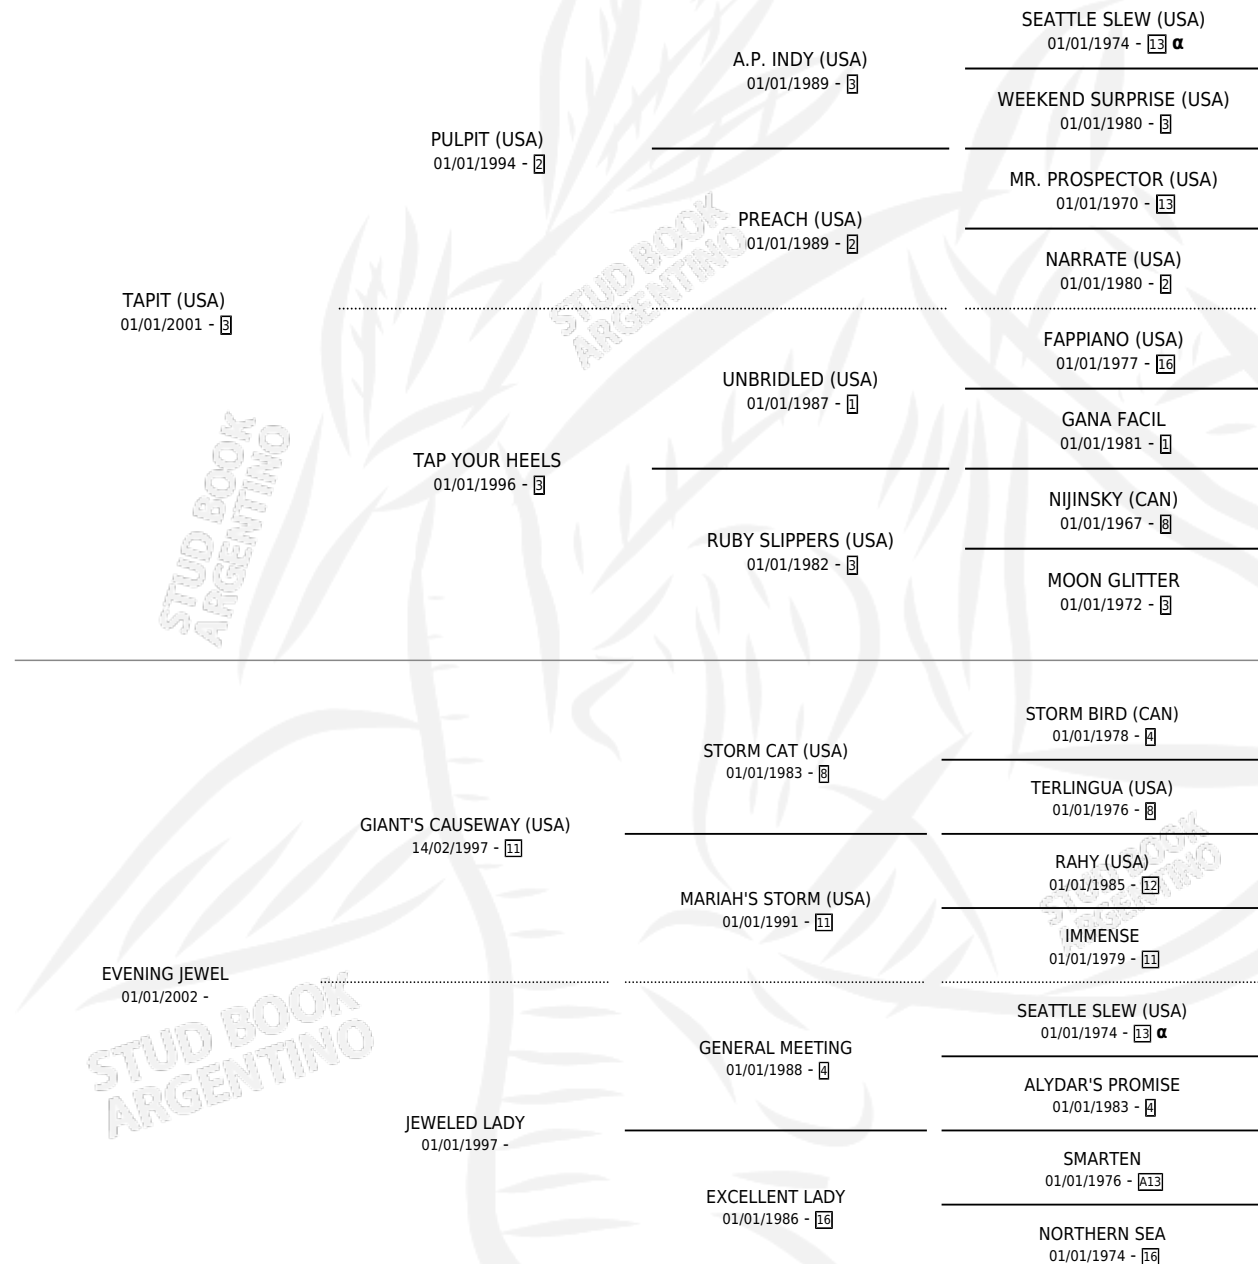 SEATTLE SLEW (USA)
01/01/1974 - 13 α
A.P. INDY (USA)
01/01/1989 - 3
WEEKEND SURPRISE (USA)
01/01/1980 - 3
PULPIT (USA)
01/01/1994 - 2
MR. PROSPECTOR (USA)
01/01/1970 - 13
PREACH (USA)
01/01/1989 - 2
NARRATE (USA)
01/01/1980 - 2
STUD BOOK
ARGENTINO
TAPIT (USA)
01/01/2001 - 3
FAPPIANO (USA)
01/01/1977 - 16
UNBRIDLED (USA)
01/01/1987 - 1
GANA FACIL
01/01/1981 - 1
TAP YOUR HEELS
01/01/1996 - 3
NIJINSKY (CAN)
01/01/1967 - 8
RUBY SLIPPERS (USA)
01/01/1982 - 3
MOON GLITTER
01/01/1972 - 3
STUD BOOK
ARGENTINO
STORM BIRD (CAN)
01/01/1978 - 4
STORM CAT (USA)
01/01/1983 - 8
TERLINGUA (USA)
01/01/1976 - 8
GIANT'S CAUSEWAY (USA)
14/02/1997 - 11
RAHY (USA)
01/01/1985 - 12
MARIAH'S STORM (USA)
01/01/1991 - 11
IMMENSE
01/01/1979 - 11
STUD BOOK
ARGENTINO
EVENING JEWEL
01/01/2002 -
SEATTLE SLEW (USA)
01/01/1974 - 13 α
GENERAL MEETING
01/01/1988 - 4
ALYDAR'S PROMISE
01/01/1983 - 4
STUD BOOK
ARGENTINO
JEWELED LADY
01/01/1997 -
SMARTEN
01/01/1976 - A13
EXCELLENT LADY
01/01/1986 - 16
NORTHERN SEA
01/01/1974 - 16